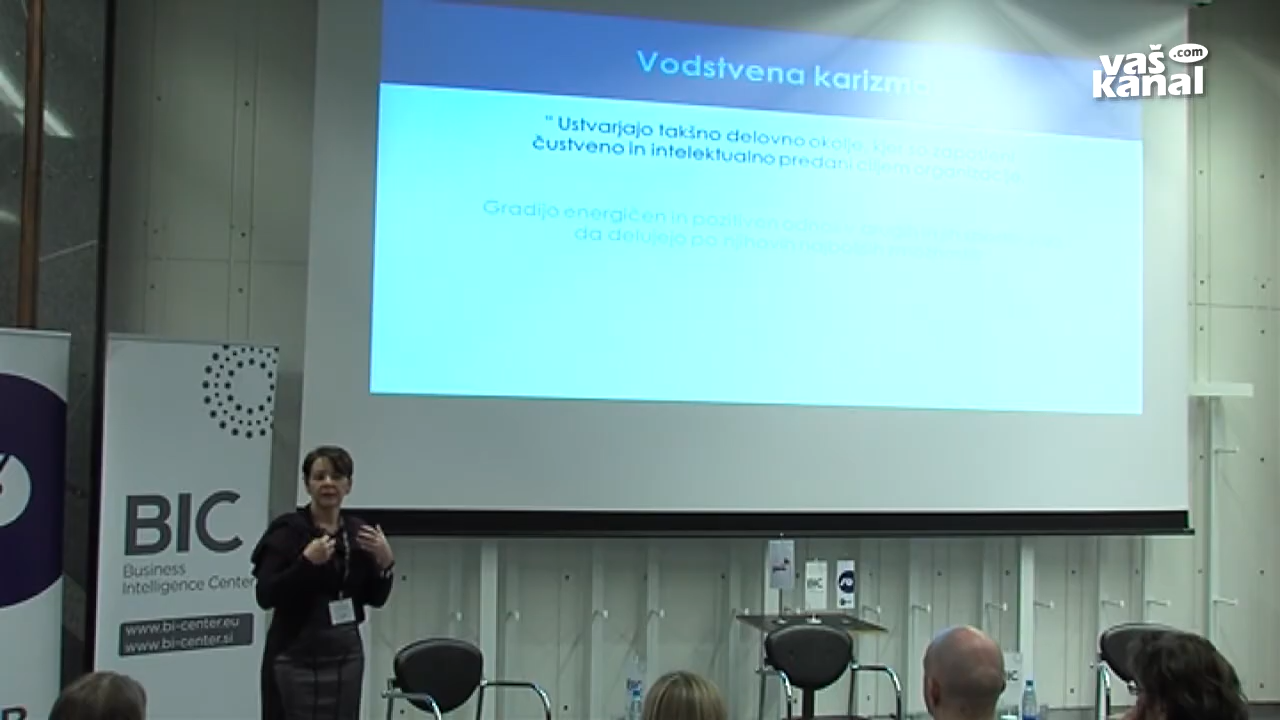 vaš .com
kanal
Vodstvena karizma
" Ustvarjajo takšno delovno okolje, kjer so zaposleni
čustveno in intelektualno predani ciljem organizacije
Gradijo energičen in pozitiven
da delujejo po njihovih
BIC
Business
Intelligence Center
www.bi-center.eu
www.bi-center.si
BIC
BIC